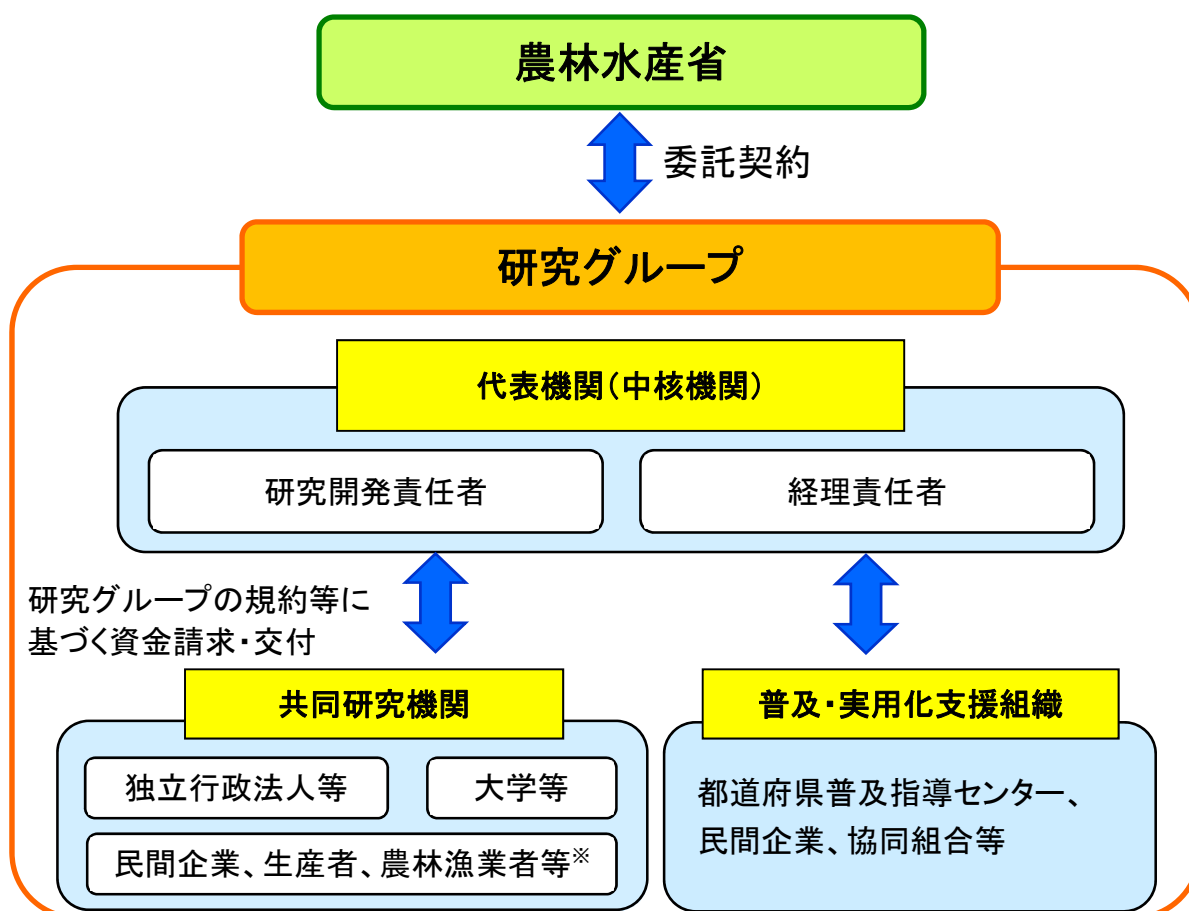 農林水産省
委託契約
研究グループ
代表機関（中核機関）
研究開発責任者
経理責任者
研究グループの規約等に
基づく資金請求・交付
共同研究機関
独立行政法人等
大学等
民間企業、生産者、農林漁業者等※
普及・実用化支援組織
都道府県普及指導センター、
民間企業、協同組合等